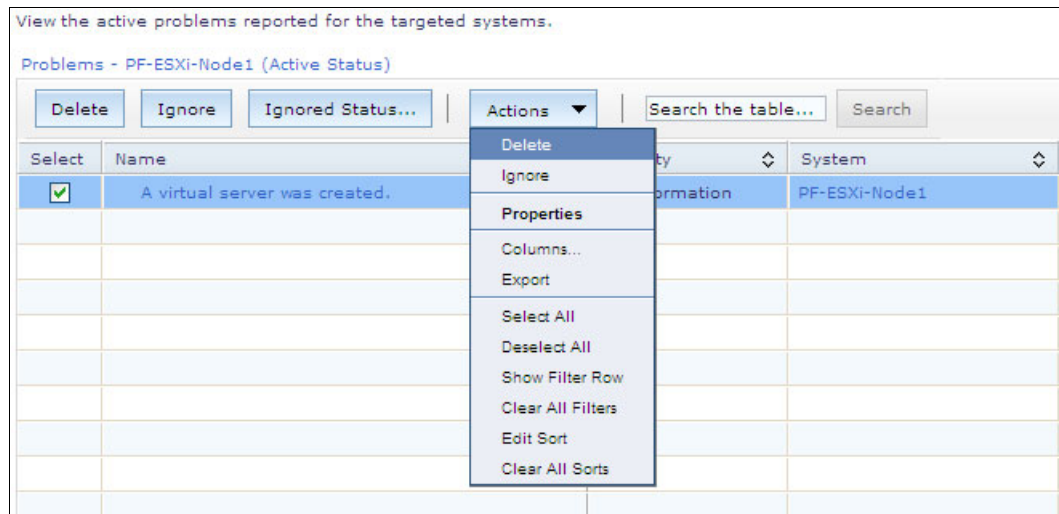 View the active problems reported for the targeted systems.
Problems - PF-ESXi-Node1 (Active Status)
Delete Ignore Ignored Status... Actions Search the table... Search
Select Name ty System
A virtual server was created. ormation PF-ESXi-Node1
Delete
Ignore
Properties
Columns...
Export
Select All
Deselect All
Show Filter Row
Clear All Filters
Edit Sort
Clear All Sorts